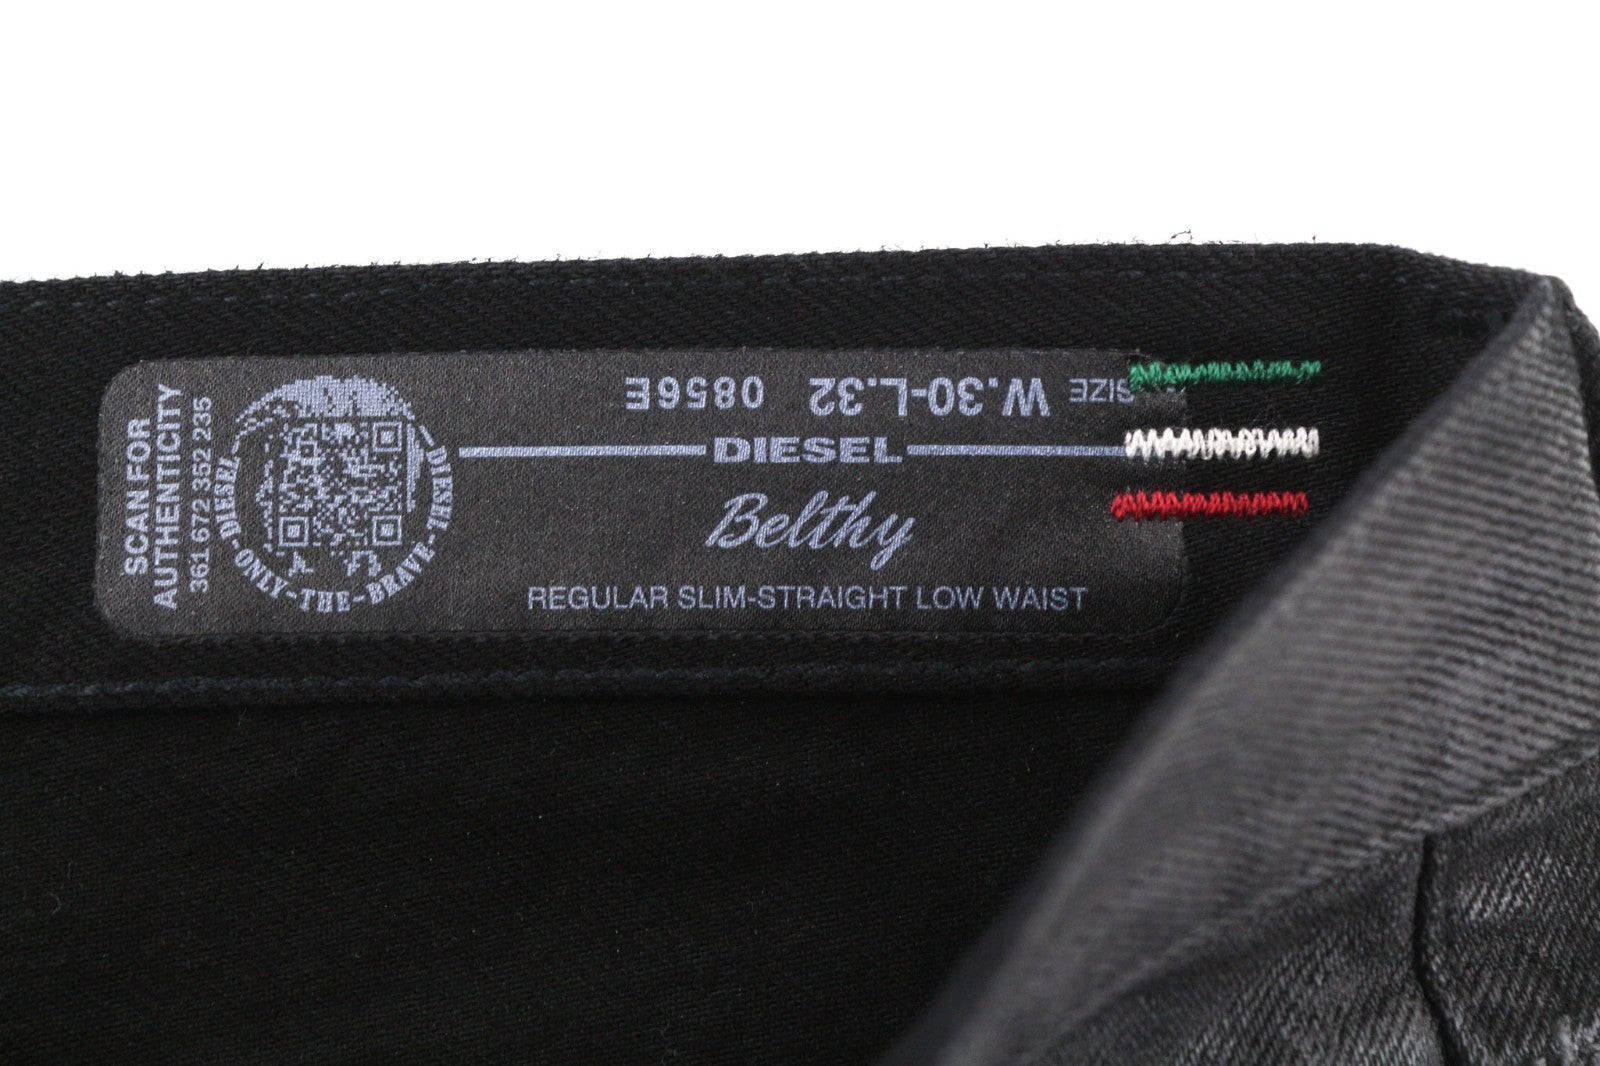 SCAN FOR
AUTHENTICITY
361 672 352 235
DIESEL-ONLY-THE-BRAVE-DIESEL
SIZE W.30-L.32 0856E
DIESEL
Belthy
REGULAR SLIM-STRAIGHT LOW WAIST